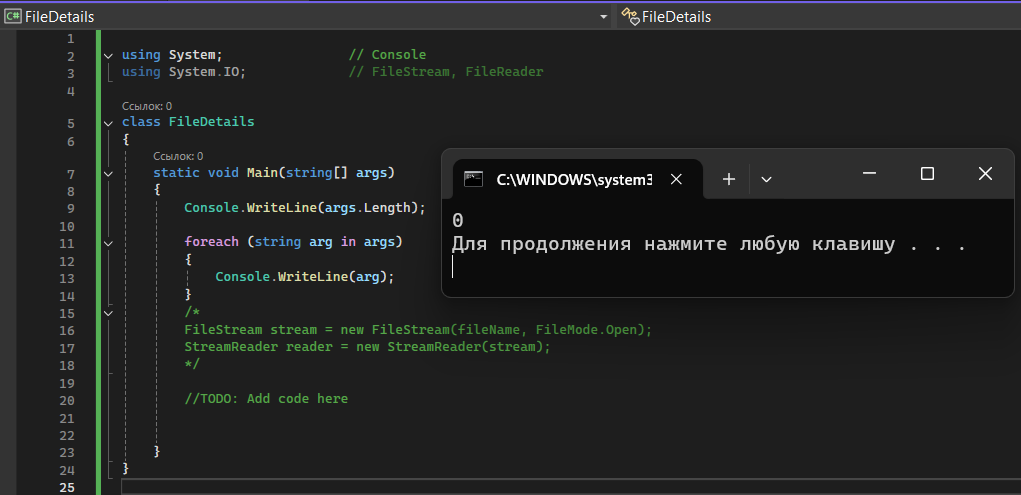 C# FileDetails
FileDetails
1
2 using System; // Console
3 using System.IO; // FileStream, FileReader
4
Ссылок: 0
5 class FileDetails
6 {
Ссылок: 0
7 static void Main(string[] args)
8 {
9 Console.WriteLine(args.Length);
10
11 foreach (string arg in args)
12 {
13 Console.WriteLine(arg);
14 }
15 /*
16 FileStream stream = new FileStream(fileName, FileMode.Open);
17 StreamReader reader = new StreamReader(stream);
18 */
19
20 //TODO: Add code here
21
22
23 }
24 }
25
C:\WINDOWS\system3
0
Для продолжения нажмите любую клавишу . . .